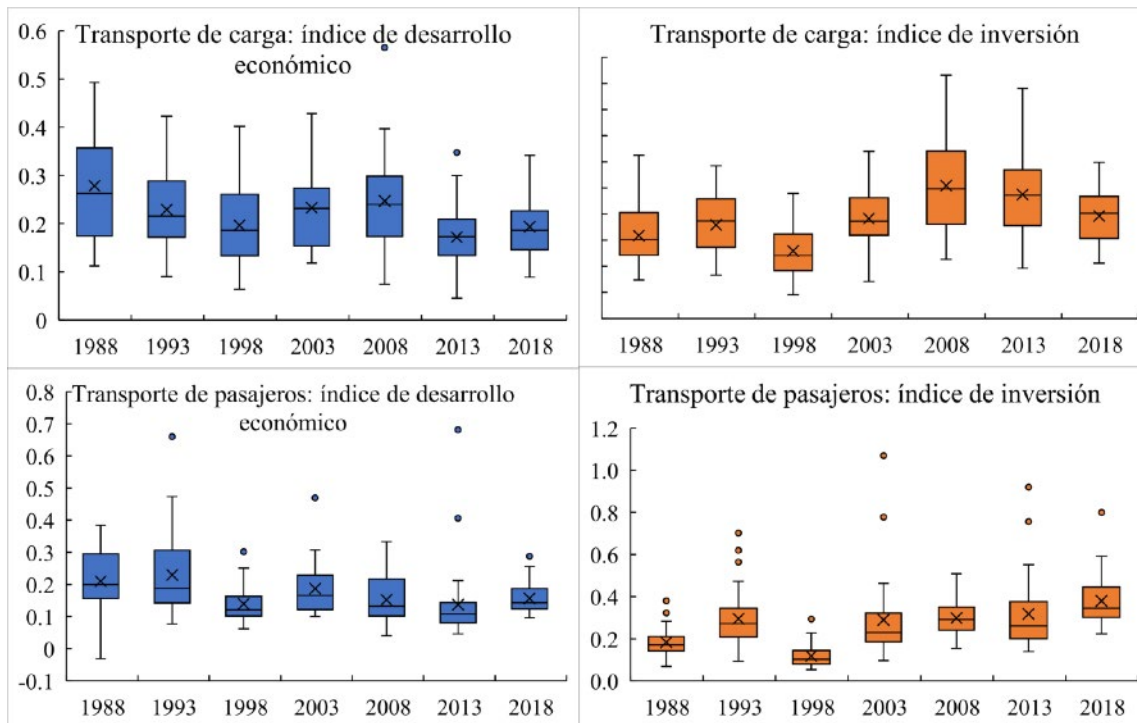 Transporte de carga: índice de desarrollo
económico
0.6
0.5
0.4
0.3
0.2
0.1
0
1988 1993 1998 2003 2008 2013 2018
Transporte de carga: índice de inversión
1988 1993 1998 2003 2008 2013 2018
Transporte de pasajeros: índice de desarrollo
económico
0.8
0.7
0.6
0.5
0.4
0.3
0.2
0.1
0
-0.1
1988 1993 1998 2003 2008 2013 2018
Transporte de pasajeros: índice de inversión
1.2
1.0
0.8
0.6
0.4
0.2
0.0
1988 1993 1998 2003 2008 2013 2018